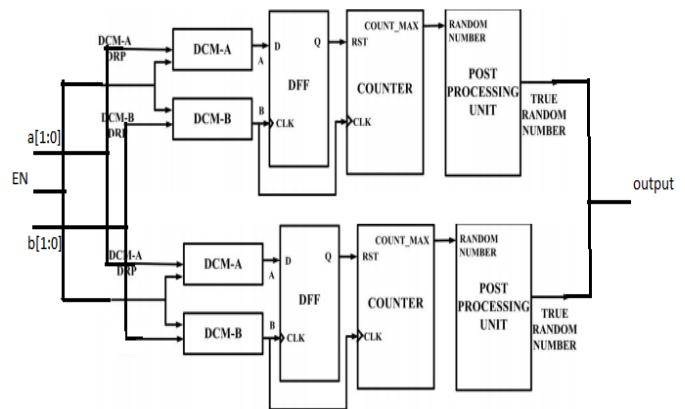 COUNT_MAX
RANDOM
NUMBER
DCM-A
DRP
DCM-A
A
D
Q
RST
DFF
COUNTER
POST
PROCESSING
UNIT
TRUE
RANDOM
NUMBER
DCM-B
DRP
DCM-B
B
CLK
CLK
a[1:0]
EN
b[1:0]
output
COUNT_MAX
RANDOM
NUMBER
DCM-A
DRP
DCM-A
A
D
Q
RST
DFF
COUNTER
POST
PROCESSING
UNIT
TRUE
RANDOM
NUMBER
DCM-B
B
CLK
CLK